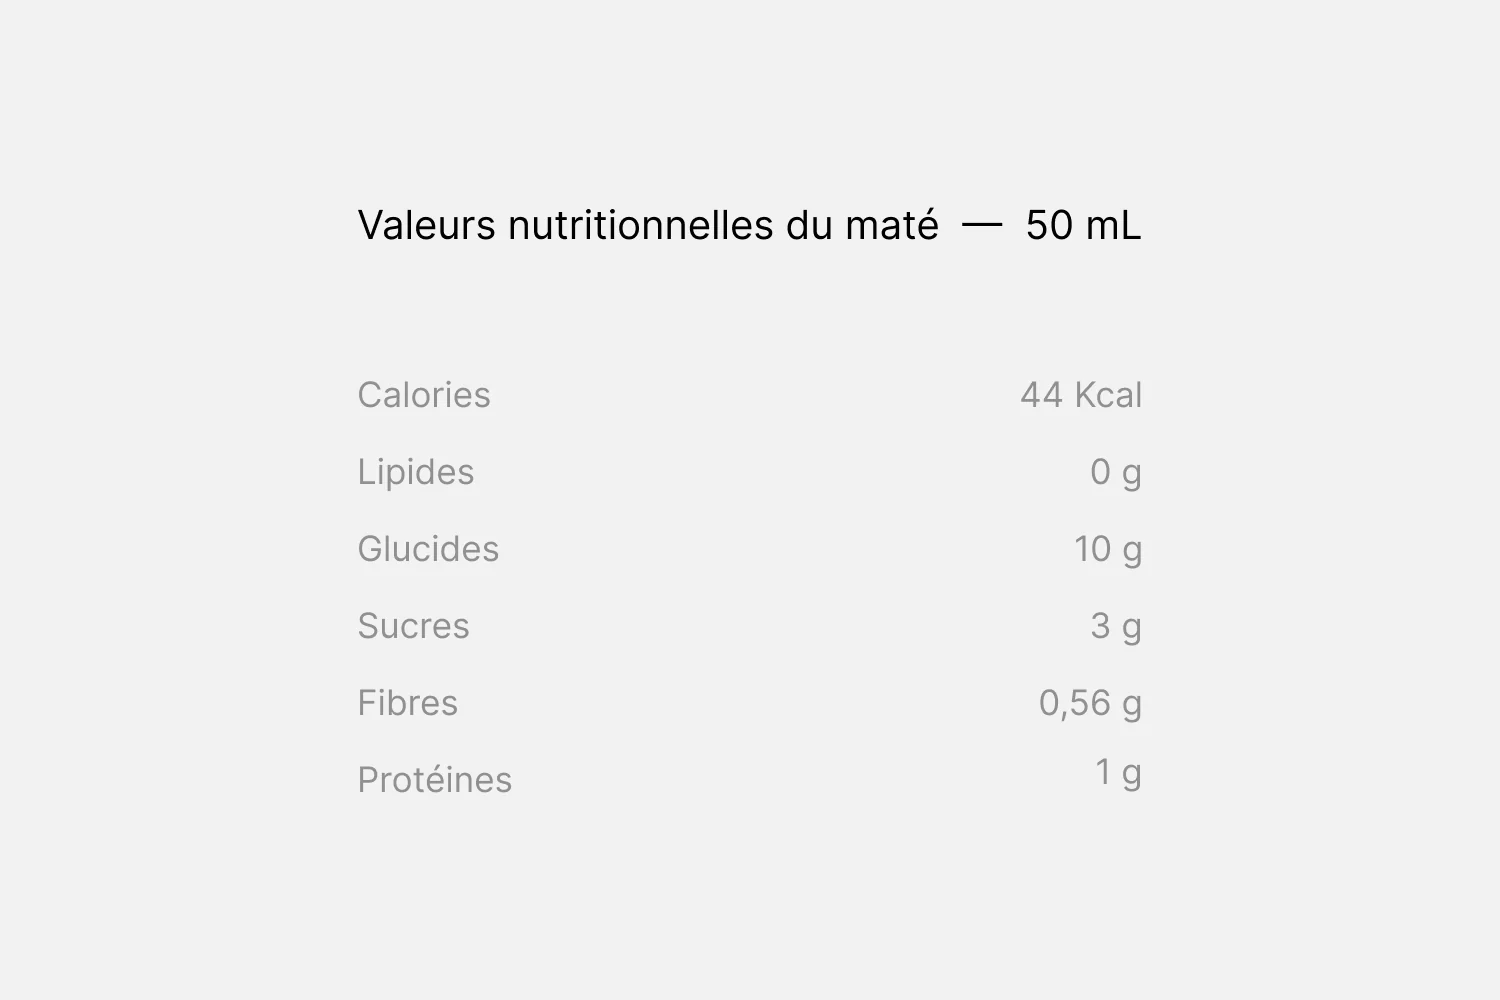 Valeurs nutritionnelles du maté — 50 mL
Calories 44 Kcal
Lipides 0 g
Glucides 10 g
Sucres 3 g
Fibres 0,56 g
Protéines 1 g